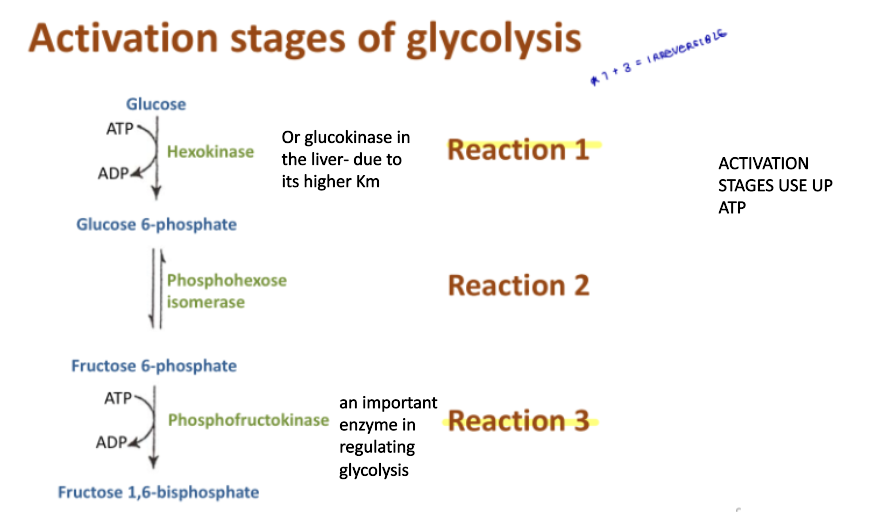 Activation stages of glycolysis
* 1 + 3 = IRREVERSIBLE
Glucose
ATP
ADP
Hexokinase
Or glucokinase in
the liver- due to
its higher Km
Reaction 1
ACTIVATION
STAGES USE UP
ATP
Glucose 6-phosphate
Phosphohexose
isomerase
Reaction 2
Fructose 6-phosphate
ATP
ADP
Phosphofructokinase
an important
enzyme in
regulating
glycolysis
Reaction 3
Fructose 1,6-bisphosphate